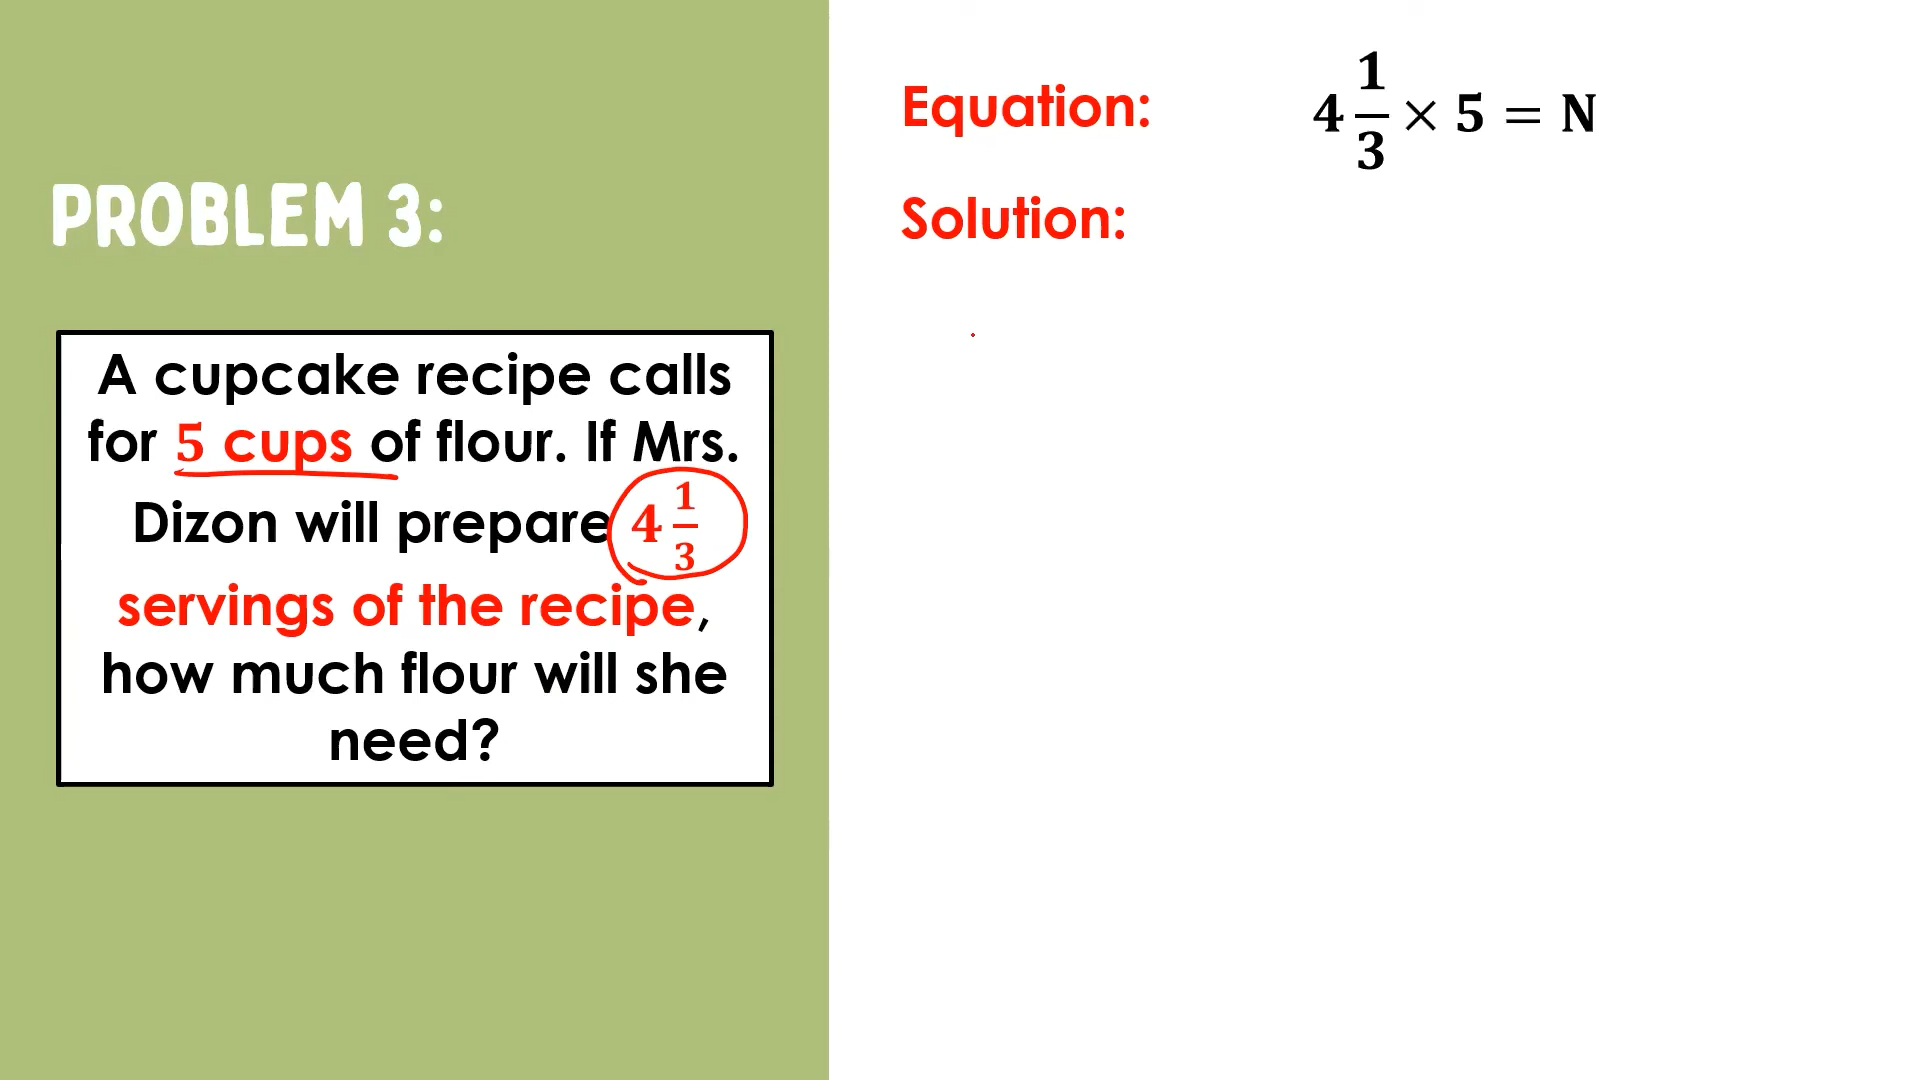 PROBLEM 3:
A cupcake recipe calls
for 5 cups of flour. If Mrs.
Dizon will prepare 4 1/3
servings of the recipe,
how much flour will she
need?
Equation: 4 1/3 × 5 = N
Solution: